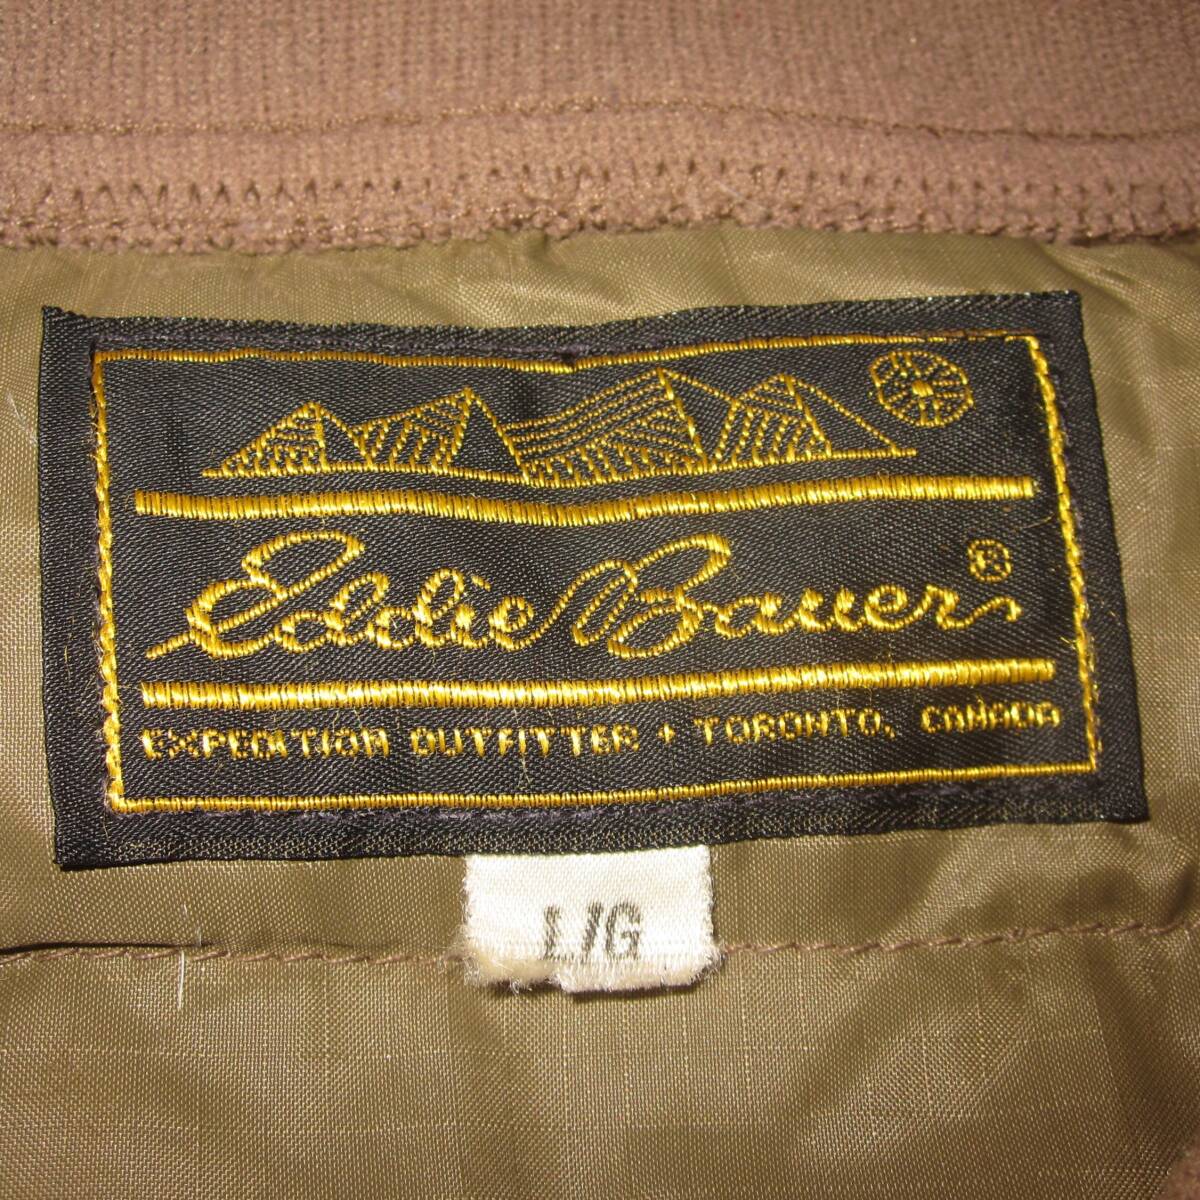 Eddie Bauer®
EXPEDITION OUTFITTER + TORONTO, CANADA
L/G